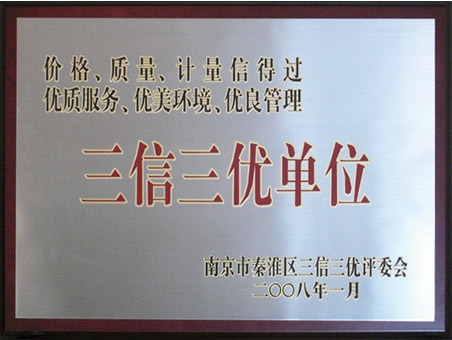 价格、质量、计量信得过
优质服务、优美环境、优良管理
三信三优单位
南京市秦淮区三信三优评委会
二〇〇八年一月